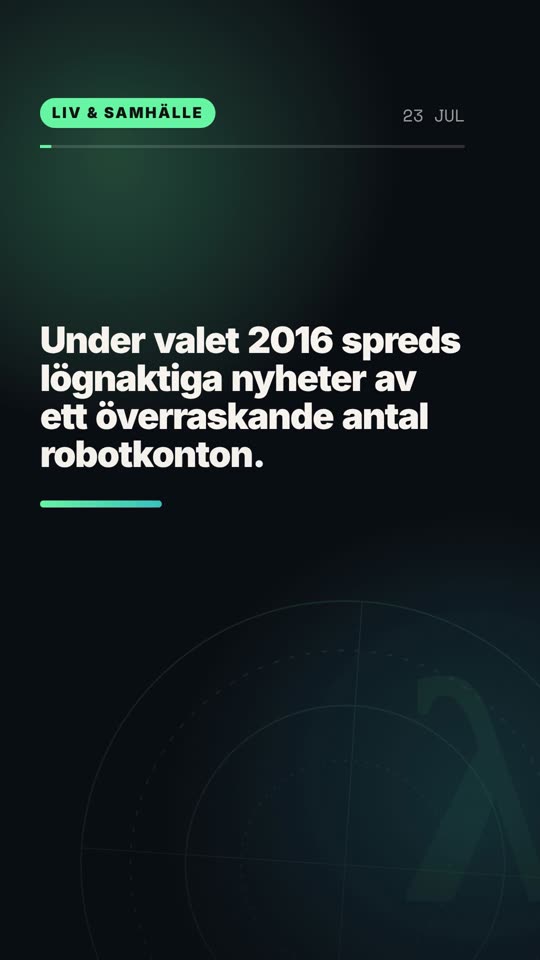 LIV & SAMHÄLLE
23 JUL
Under valet 2016 spreds
lögnaktiga nyheter av
ett överraskande antal
robotkonton.
λ